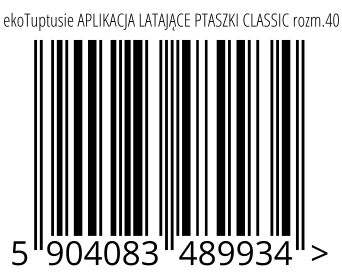 ekoTuptusie APLIKACJA LATAJĄCE PTASZKI CLASSIC rozm.40
5 904083 489934 >